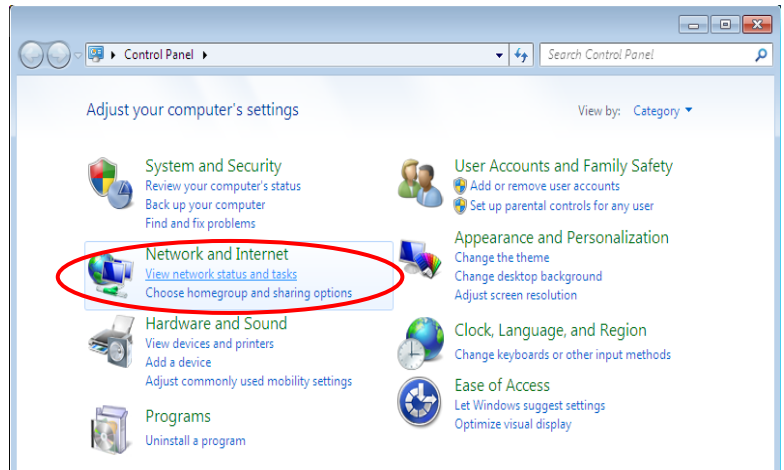 Control Panel
Search Control Panel
Adjust your computer's settings
View by: Category
System and Security
Review your computer's status
Back up your computer
Find and fix problems
Network and Internet
View network status and tasks
Choose homegroup and sharing options
Hardware and Sound
View devices and printers
Add a device
Adjust commonly used mobility settings
Programs
Uninstall a program
User Accounts and Family Safety
Add or remove user accounts
Set up parental controls for any user
Appearance and Personalization
Change the theme
Change desktop background
Adjust screen resolution
Clock, Language, and Region
Change keyboards or other input methods
Ease of Access
Let Windows suggest settings
Optimize visual display